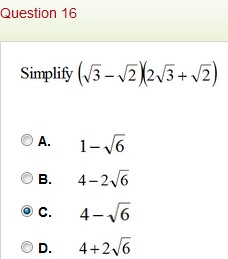 Question 16
Simplify (√3 – √2)(2√3 + √2)
A. 1 – √6
B. 4 – 2√6
C. 4 – √6
D. 4 + 2√6